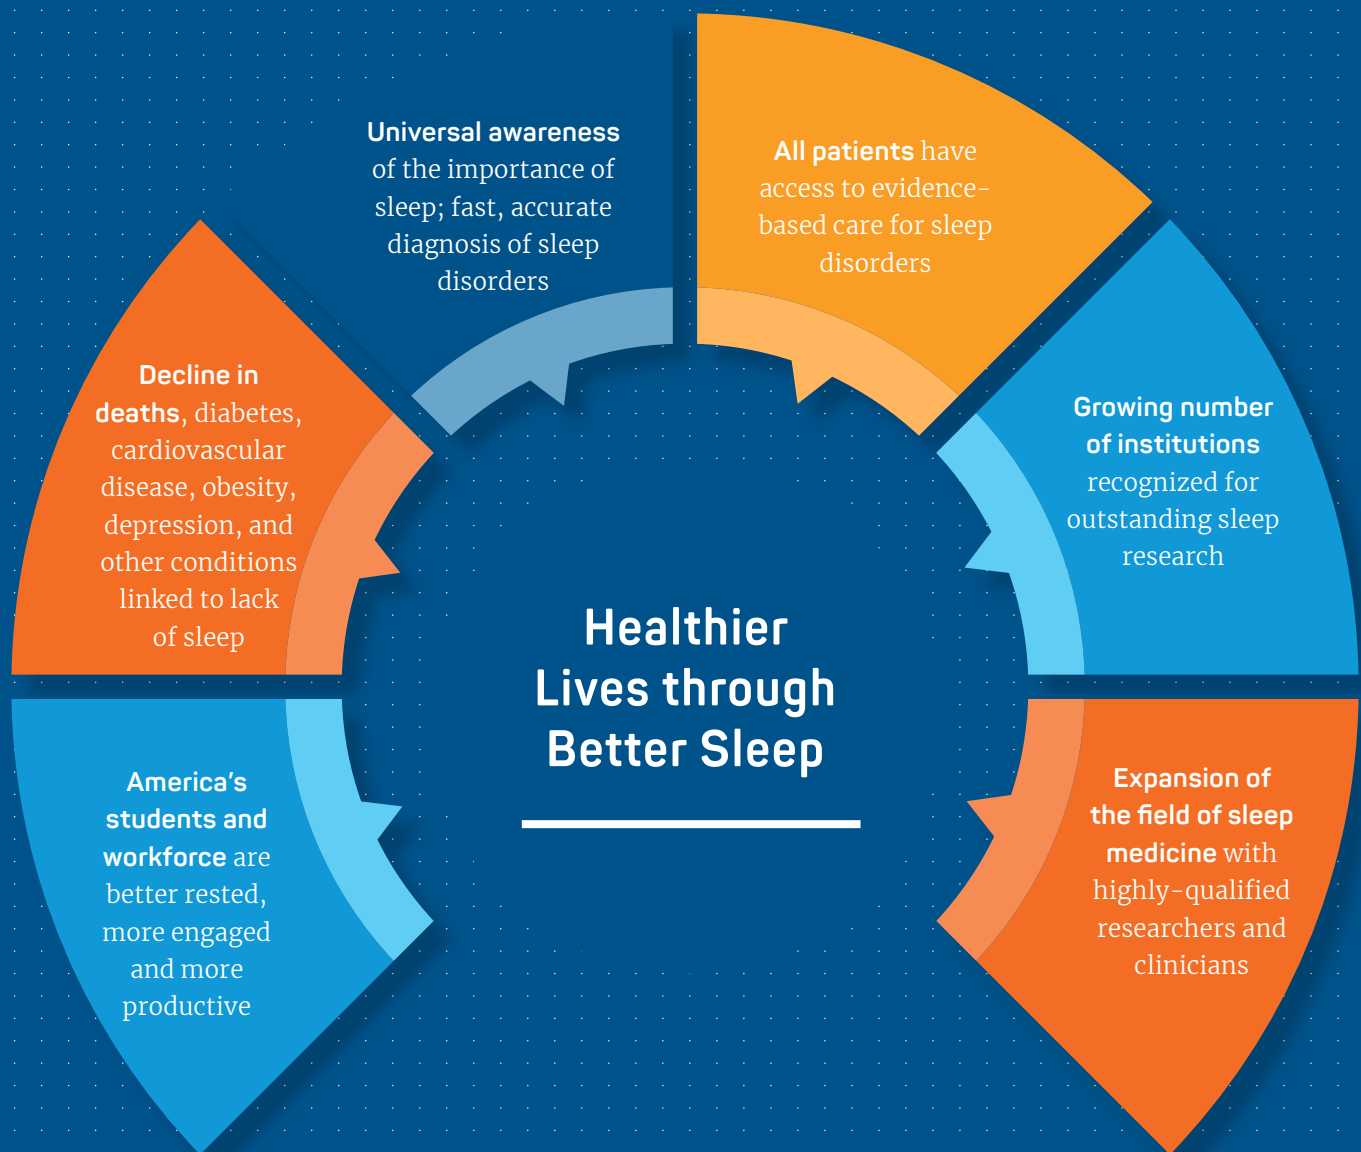 Universal awareness
of the importance of
sleep; fast, accurate
diagnosis of sleep
disorders
All patients have
access to evidence-
based care for sleep
disorders
Decline in
deaths, diabetes,
cardiovascular
disease, obesity,
depression, and
other conditions
linked to lack
of sleep
Growing number
of institutions
recognized for
outstanding sleep
research
Healthier
Lives through
Better Sleep
America's
students and
workforce are
better rested,
more engaged
and more
productive
Expansion of
the field of sleep
medicine with
highly-qualified
researchers and
clinicians